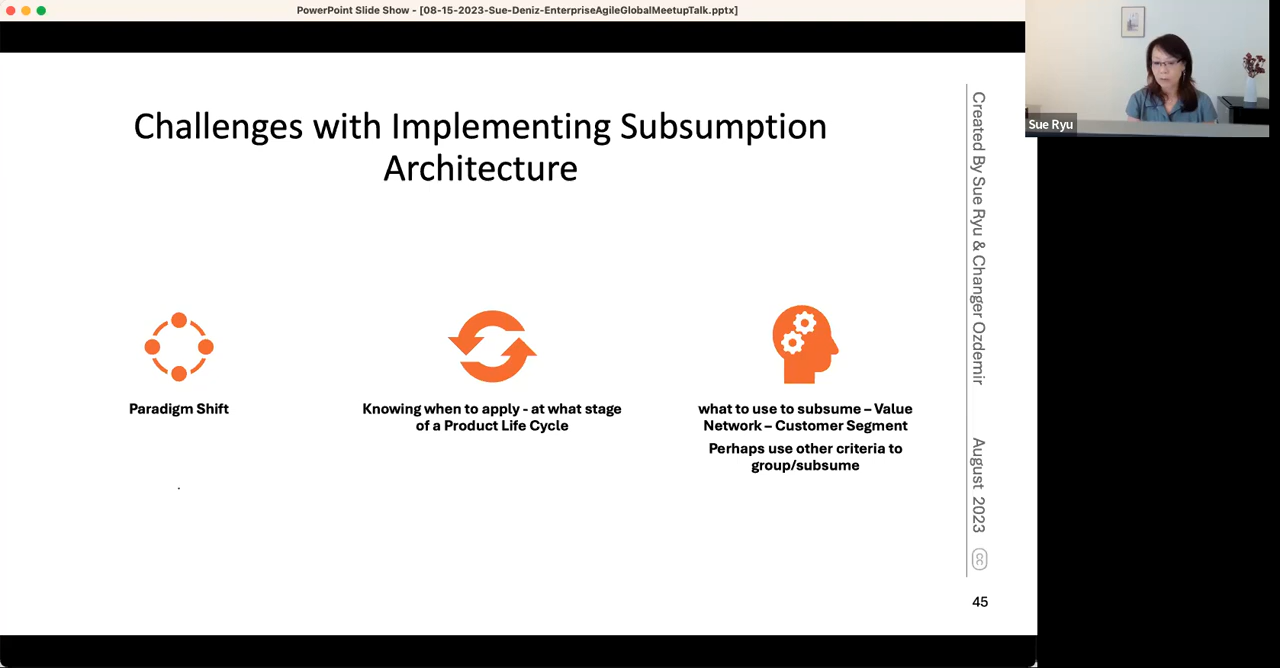 PowerPoint Slide Show - [08-15-2023-Sue-Deniz-EnterpriseAgileGlobalMeetupTalk.pptx]
Sue Ryu
Challenges with Implementing Subsumption
Architecture
Paradigm Shift
Knowing when to apply - at what stage
of a Product Life Cycle
what to use to subsume – Value
Network – Customer Segment
Perhaps use other criteria to
group/subsume
Created By Sue Ryu & Changer Ozdemir
August 2023
cc
45